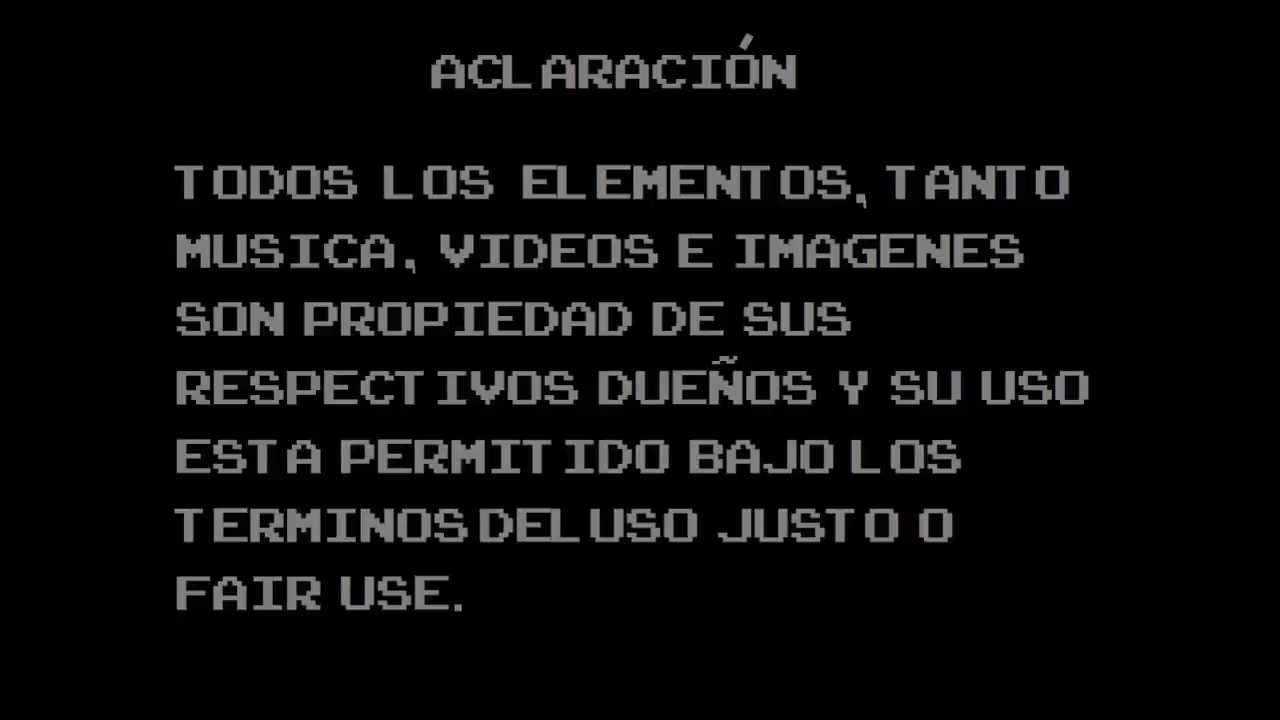 ACLARACIÓN
TODOS LOS ELEMENTOS, TANTO
MUSICA, VIDEOS E IMAGENES
SON PROPIEDAD DE SUS
RESPECTIVOS DUEÑOS Y SU USO
ESTA PERMITIDO BAJO LOS
TERMINOS DEL USO JUSTO O
FAIR USE.